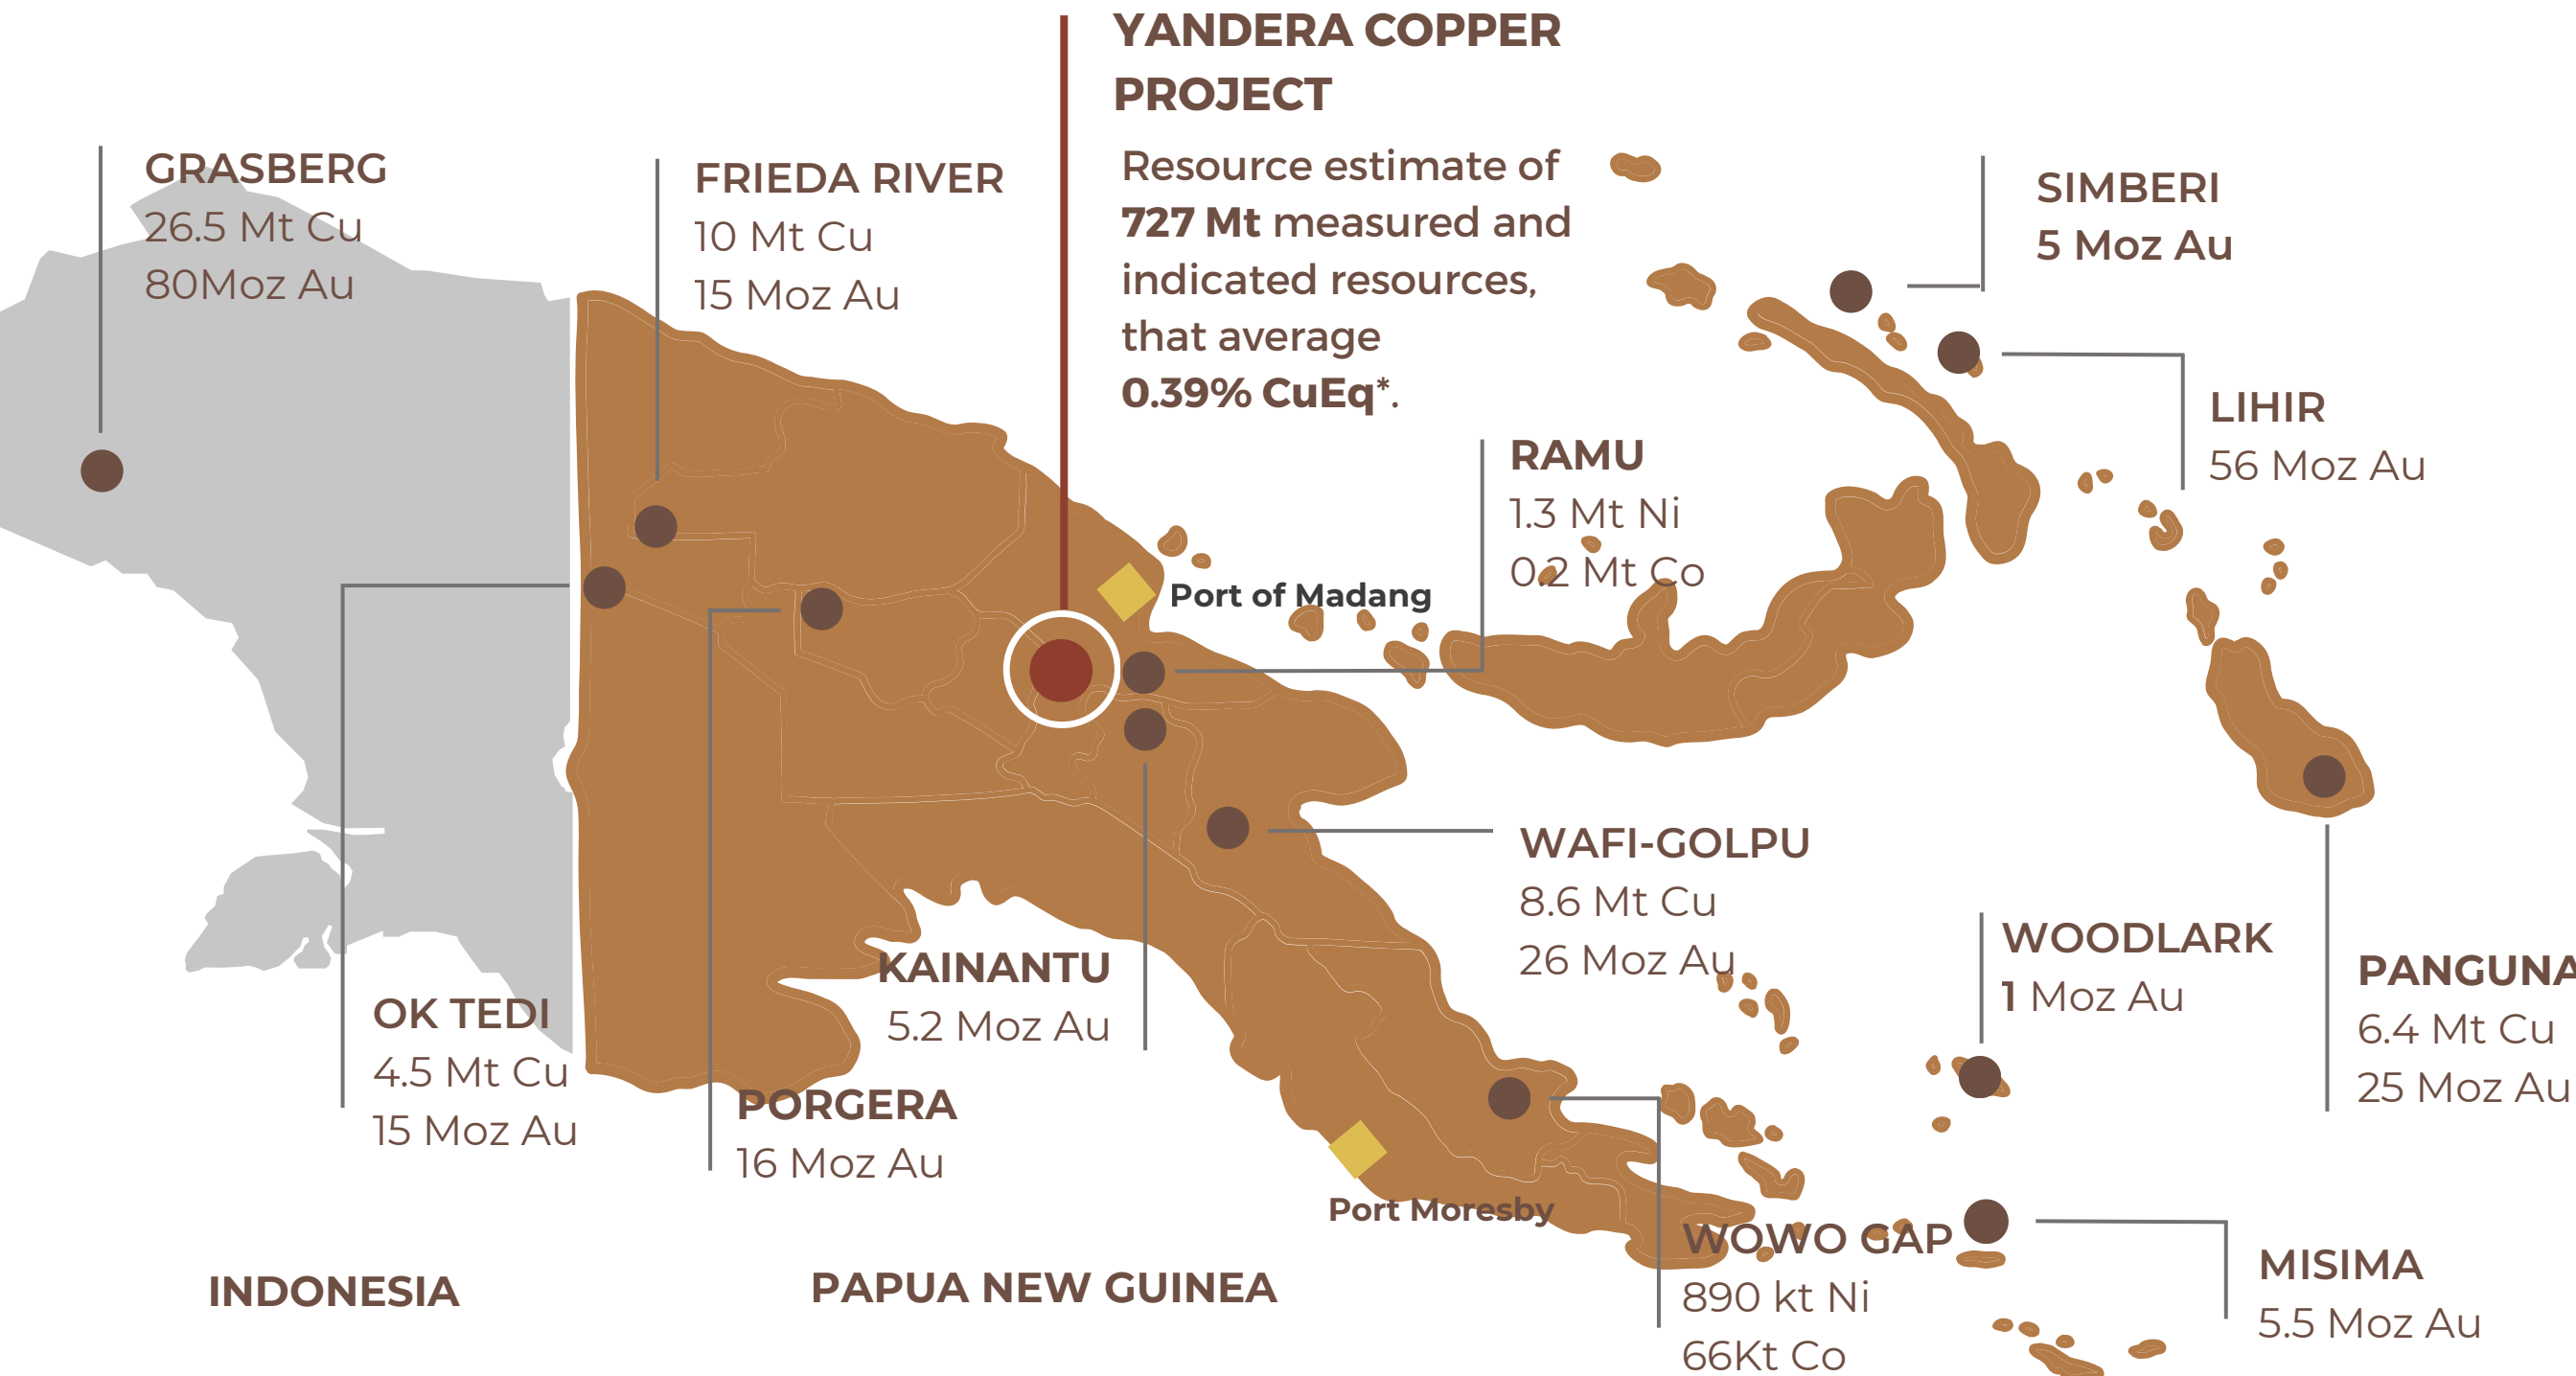 YANDERA COPPER
PROJECT
Resource estimate of
727 Mt measured and
indicated resources,
that average
0.39% CuEq*.
GRASBERG
26.5 Mt Cu
80Moz Au
FRIEDA RIVER
10 Mt Cu
15 Moz Au
SIMBERI
5 Moz Au
LIHIR
56 Moz Au
RAMU
1.3 Mt Ni
0.2 Mt Co
Port of Madang
WAFI-GOLPU
8.6 Mt Cu
26 Moz Au
WOODLARK
1 Moz Au
PANGUNA
6.4 Mt Cu
25 Moz Au
KAINANTU
5.2 Moz Au
OK TEDI
4.5 Mt Cu
15 Moz Au
PORGERA
16 Moz Au
Port Moresby
WOWO GAP
890 kt Ni
66Kt Co
MISIMA
5.5 Moz Au
INDONESIA
PAPUA NEW GUINEA